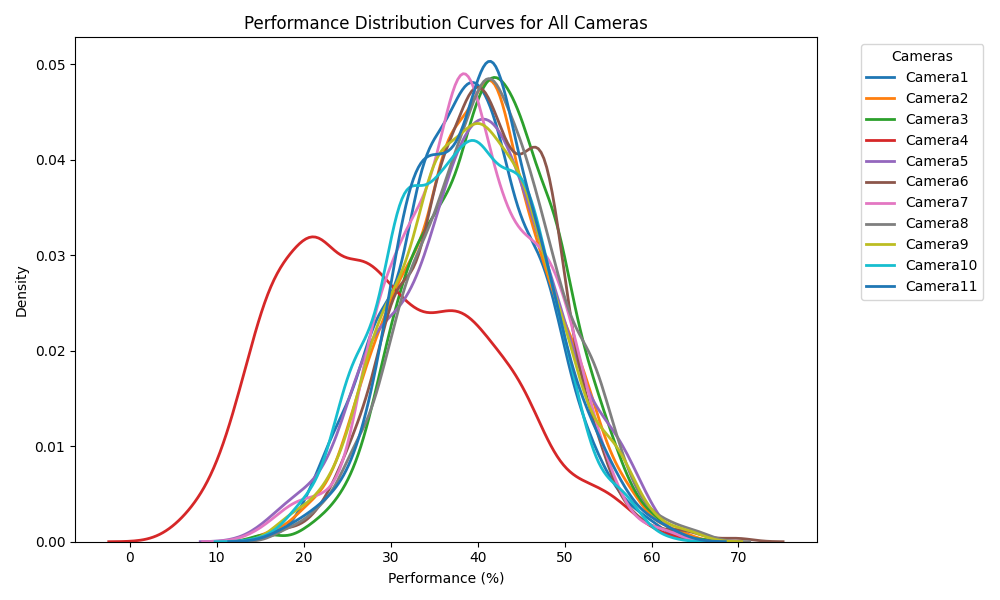 Performance Distribution Curves for All Cameras
Density
0.05
0.04
0.03
0.02
0.01
0.00
0 10 20 30 40 50 60 70
Performance (%)
Cameras
Camera1
Camera2
Camera3
Camera4
Camera5
Camera6
Camera7
Camera8
Camera9
Camera10
Camera11